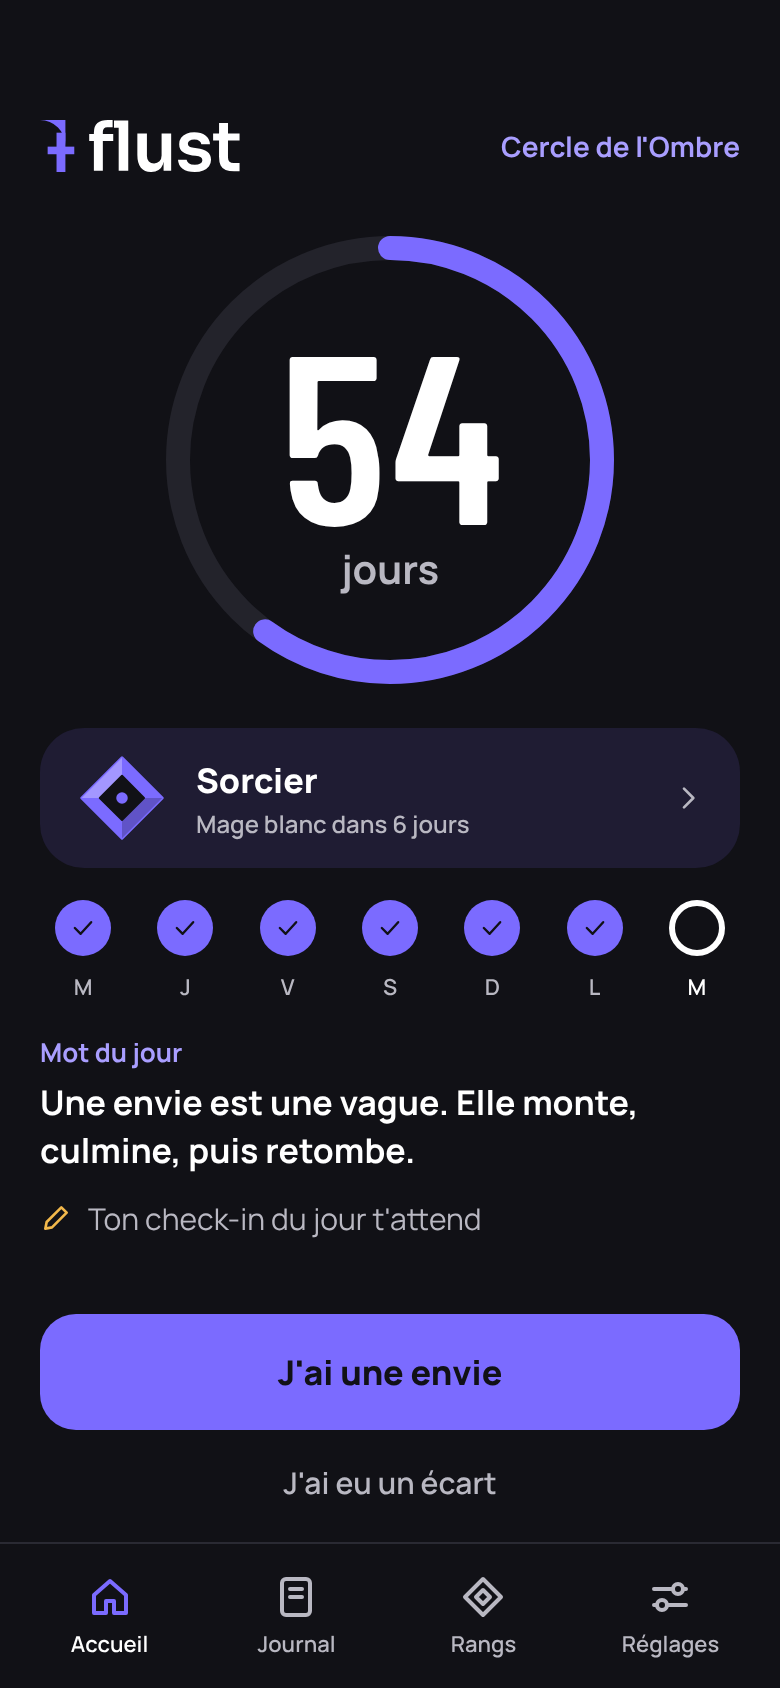 flust
Cercle de l'Ombre
54
jours
Sorcier
Mage blanc dans 6 jours
M J V S D L M
Mot du jour
Une envie est une vague. Elle monte,
culmine, puis retombe.
Ton check-in du jour t'attend
J'ai une envie
J'ai eu un écart
Accueil Journal Rangs Réglages